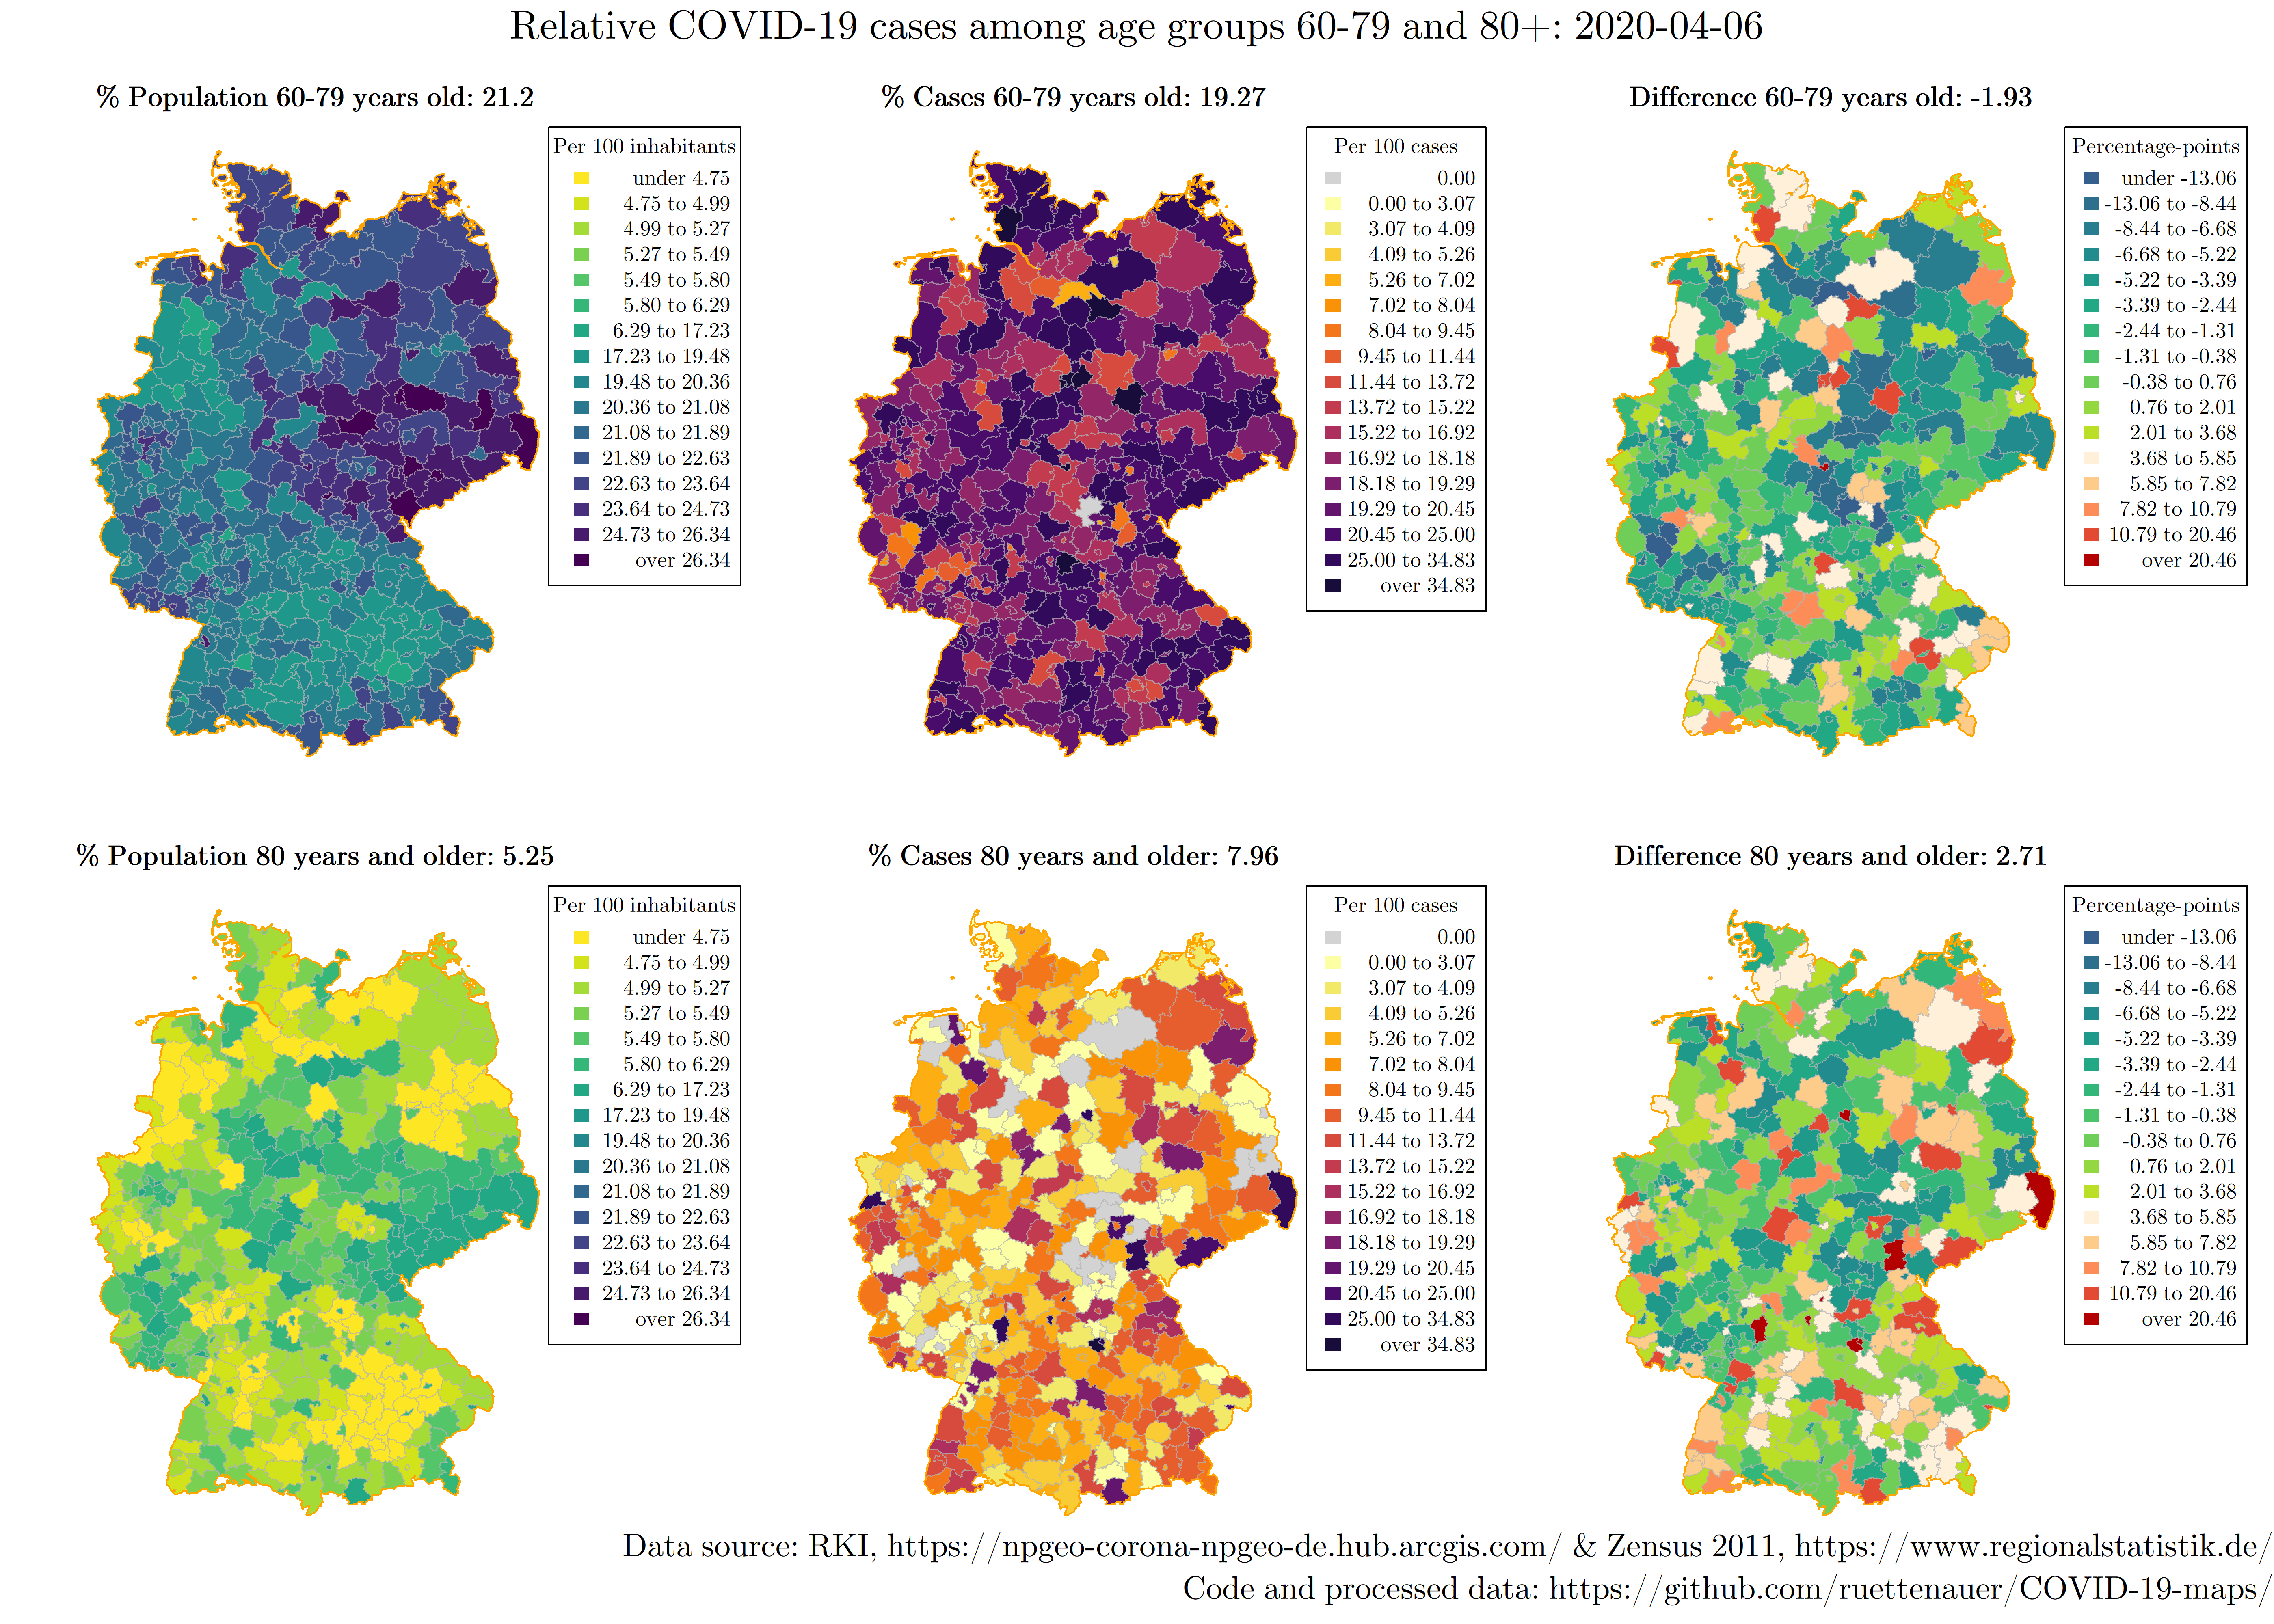 Relative COVID-19 cases among age groups 60-79 and 80+: 2020-04-06
% Population 60-79 years old: 21.2
Per 100 inhabitants
under 4.75
4.75 to 4.99
4.99 to 5.27
5.27 to 5.49
5.49 to 5.80
5.80 to 6.29
6.29 to 17.23
17.23 to 19.48
19.48 to 20.36
20.36 to 21.08
21.08 to 21.89
21.89 to 22.63
22.63 to 23.64
23.64 to 24.73
24.73 to 26.34
over 26.34
% Cases 60-79 years old: 19.27
Per 100 cases
0.00
0.00 to 3.07
3.07 to 4.09
4.09 to 5.26
5.26 to 7.02
7.02 to 8.04
8.04 to 9.45
9.45 to 11.44
11.44 to 13.72
13.72 to 15.22
15.22 to 16.92
16.92 to 18.18
18.18 to 19.29
19.29 to 20.45
20.45 to 25.00
25.00 to 34.83
over 34.83
Difference 60-79 years old: -1.93
Percentage-points
under -13.06
-13.06 to -8.44
-8.44 to -6.68
-6.68 to -5.22
-5.22 to -3.39
-3.39 to -2.44
-2.44 to -1.31
-1.31 to -0.38
-0.38 to 0.76
0.76 to 2.01
2.01 to 3.68
3.68 to 5.85
5.85 to 7.82
7.82 to 10.79
10.79 to 20.46
over 20.46
% Population 80 years and older: 5.25
Per 100 inhabitants
under 4.75
4.75 to 4.99
4.99 to 5.27
5.27 to 5.49
5.49 to 5.80
5.80 to 6.29
6.29 to 17.23
17.23 to 19.48
19.48 to 20.36
20.36 to 21.08
21.08 to 21.89
21.89 to 22.63
22.63 to 23.64
23.64 to 24.73
24.73 to 26.34
over 26.34
% Cases 80 years and older: 7.96
Per 100 cases
0.00
0.00 to 3.07
3.07 to 4.09
4.09 to 5.26
5.26 to 7.02
7.02 to 8.04
8.04 to 9.45
9.45 to 11.44
11.44 to 13.72
13.72 to 15.22
15.22 to 16.92
16.92 to 18.18
18.18 to 19.29
19.29 to 20.45
20.45 to 25.00
25.00 to 34.83
over 34.83
Difference 80 years and older: 2.71
Percentage-points
under -13.06
-13.06 to -8.44
-8.44 to -6.68
-6.68 to -5.22
-5.22 to -3.39
-3.39 to -2.44
-2.44 to -1.31
-1.31 to -0.38
-0.38 to 0.76
0.76 to 2.01
2.01 to 3.68
3.68 to 5.85
5.85 to 7.82
7.82 to 10.79
10.79 to 20.46
over 20.46
Data source: RKI, https://npgeo-corona-npgeo-de.hub.arcgis.com/ & Zensus 2011, https://www.regionalstatistik.de/
Code and processed data: https://github.com/ruettenauer/COVID-19-maps/